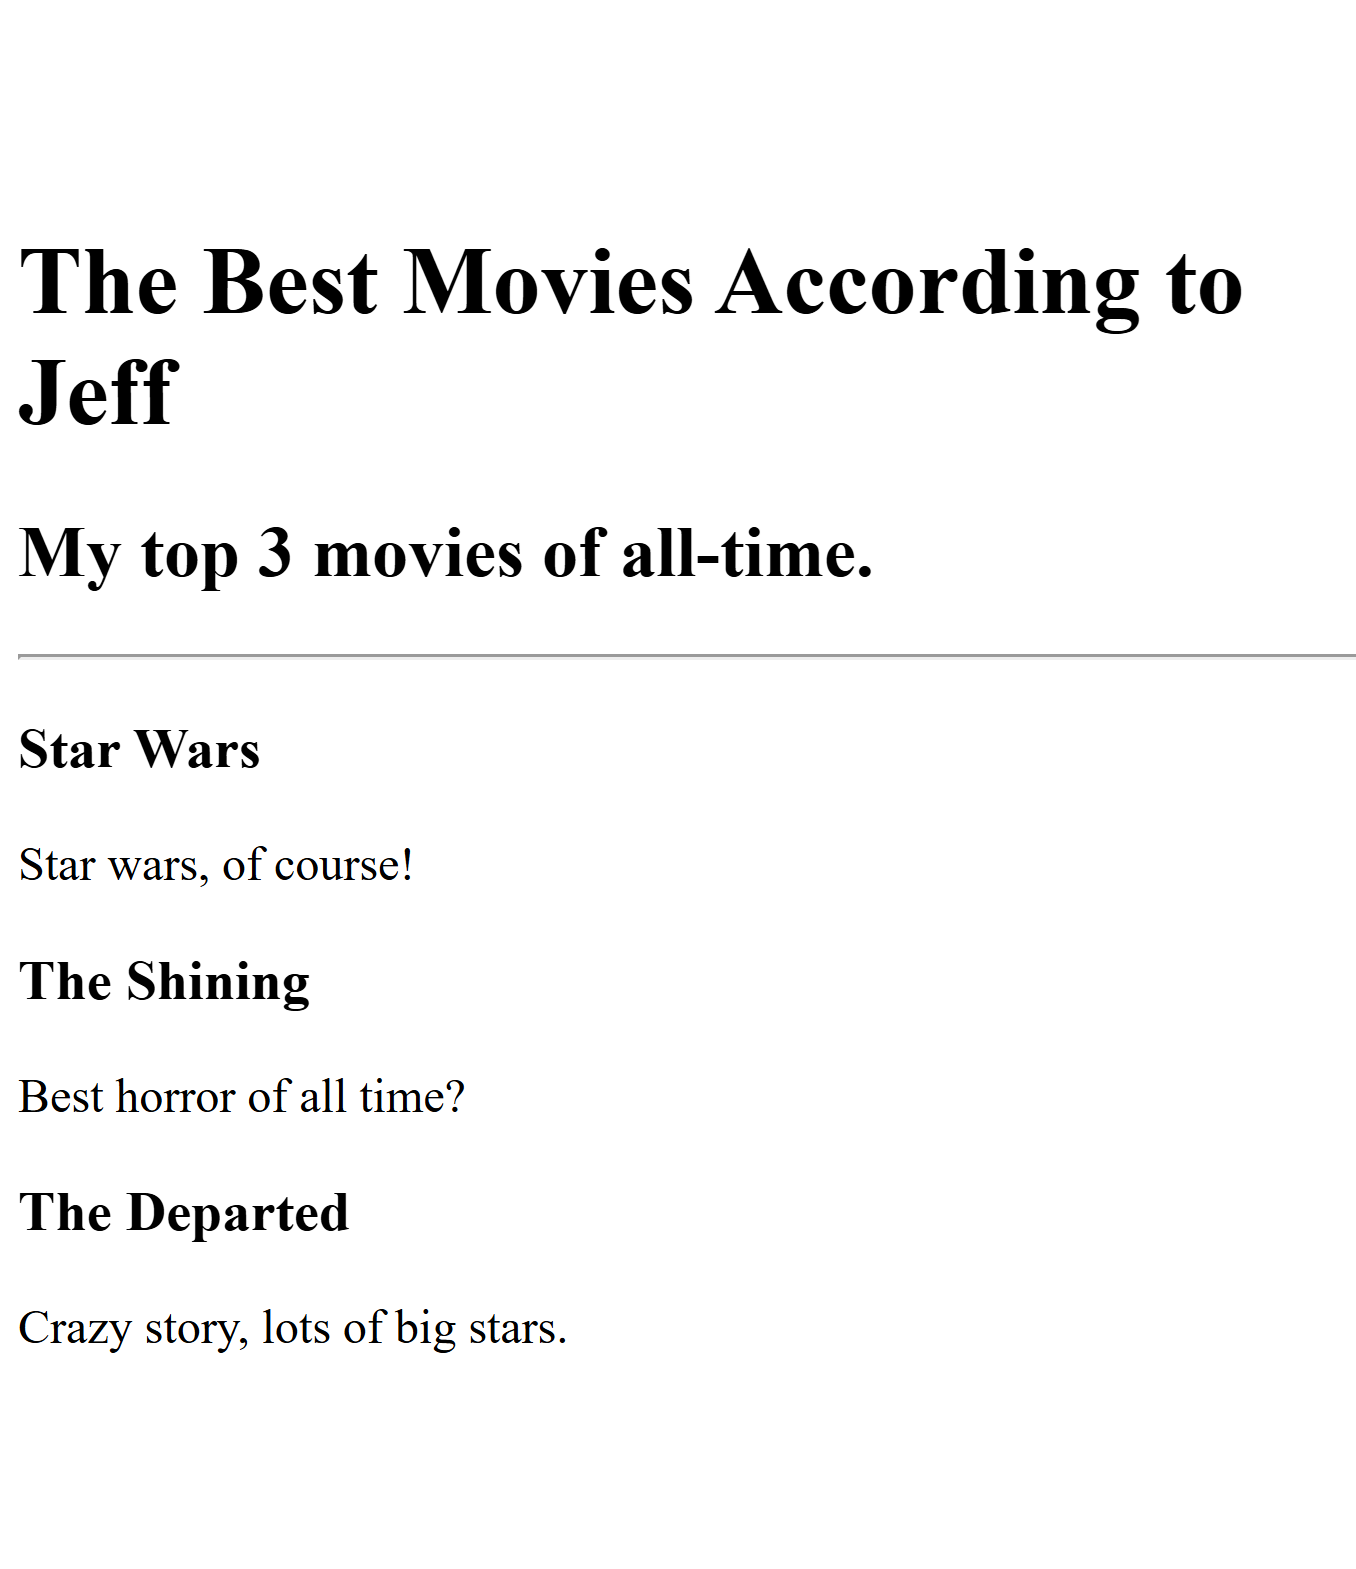 The Best Movies According to
Jeff
My top 3 movies of all-time.
Star Wars
Star wars, of course!
The Shining
Best horror of all time?
The Departed
Crazy story, lots of big stars.